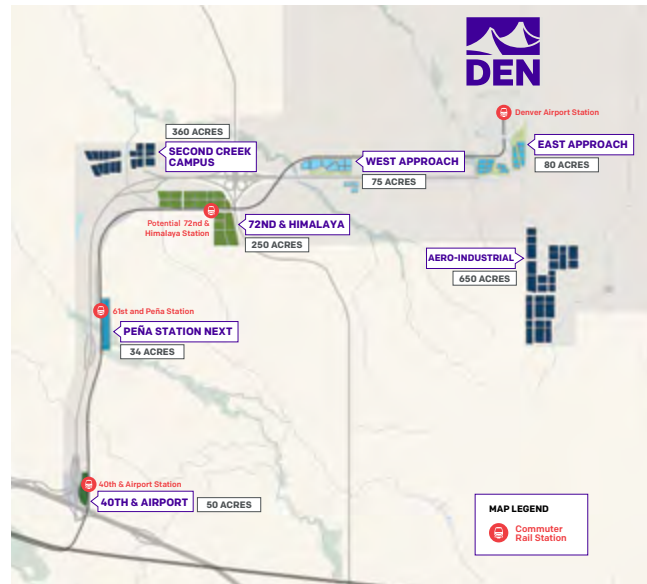 DEN
Denver Airport Station
360 ACRES
SECOND CREEK
CAMPUS
EAST APPROACH
80 ACRES
WEST APPROACH
75 ACRES
Potential 72nd &
Himalaya Station
72ND & HIMALAYA
250 ACRES
AERO-INDUSTRIAL
650 ACRES
61st and Peña Station
PEÑA STATION NEXT
34 ACRES
40th & Airport Station
40TH & AIRPORT
50 ACRES
MAP LEGEND
Commuter
Rail Station